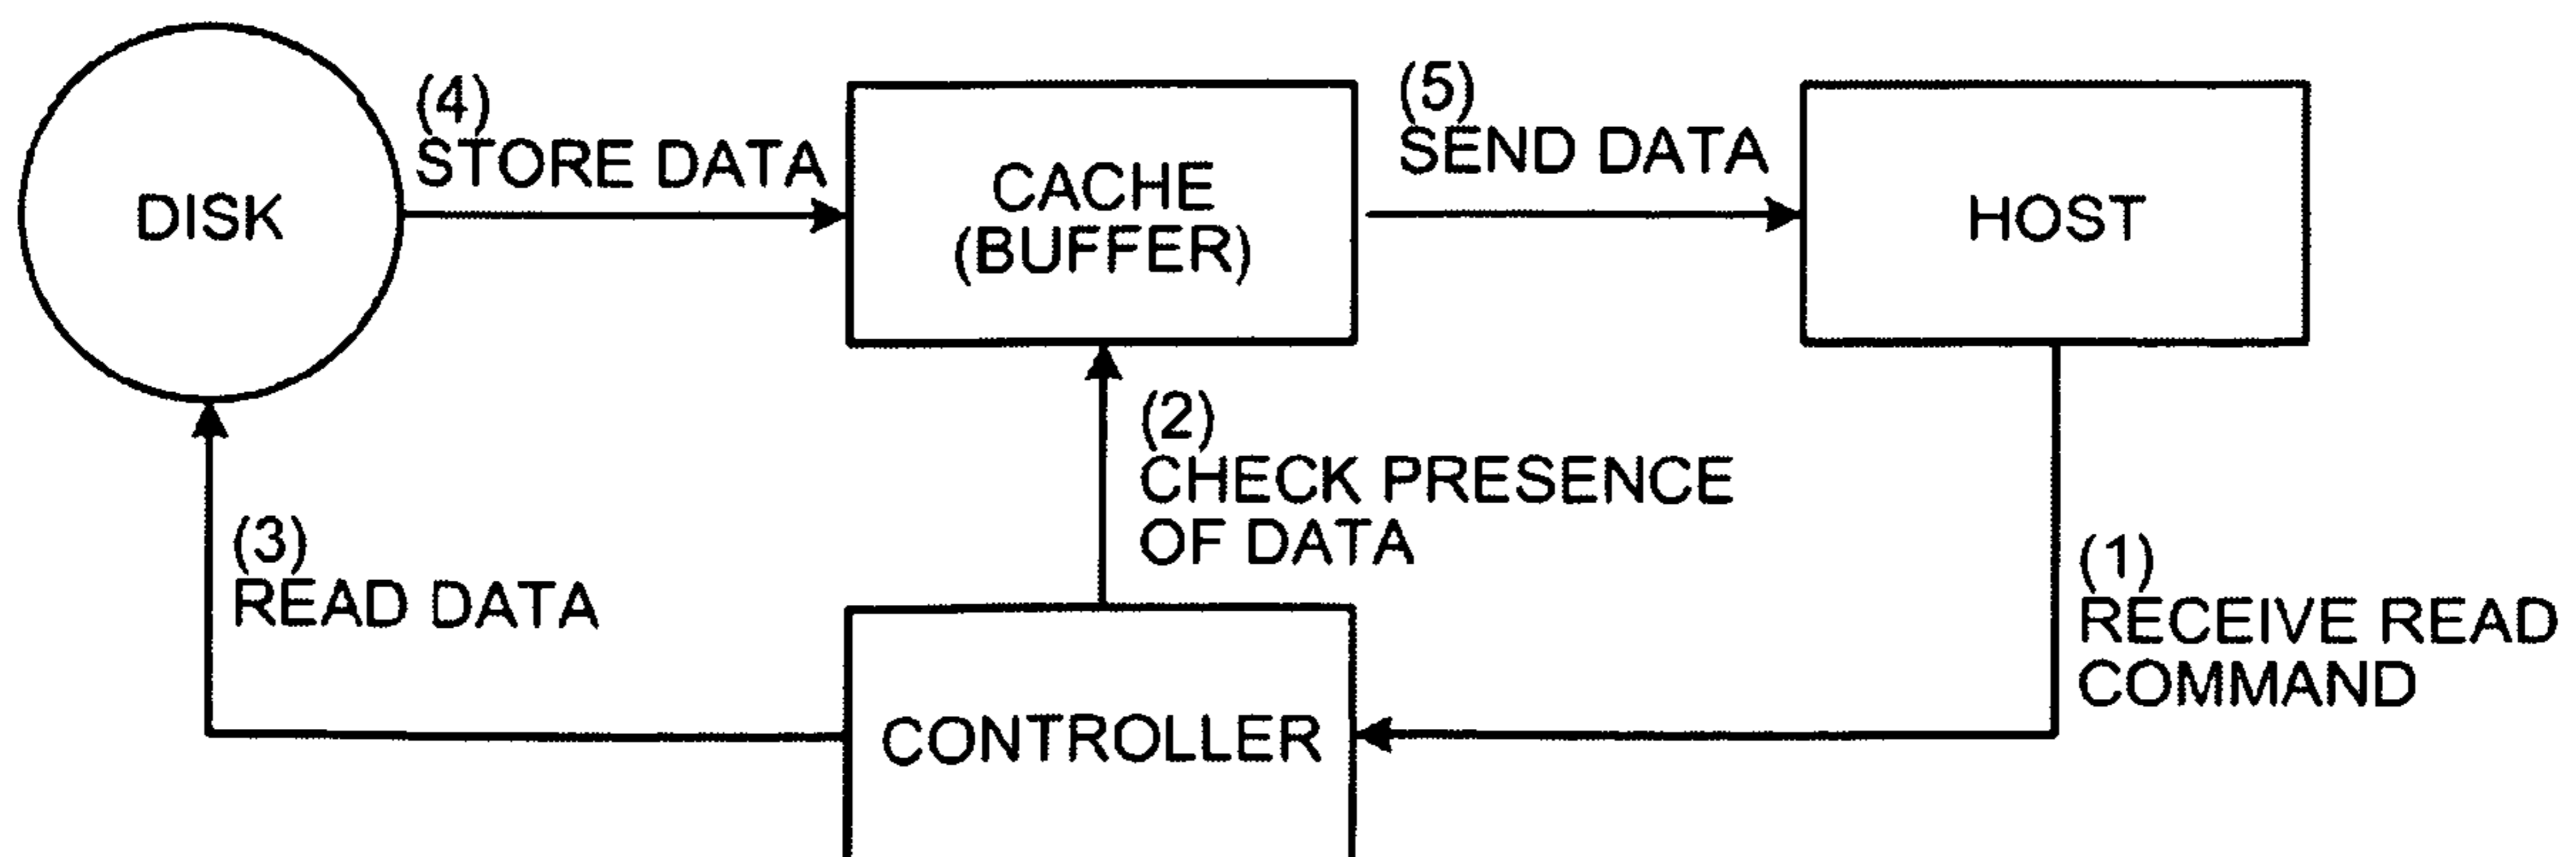 (4)
STORE DATA
(5)
SEND DATA
DISK
CACHE
(BUFFER)
HOST
(2)
CHECK PRESENCE
OF DATA
(3)
READ DATA
(1)
RECEIVE READ
COMMAND
CONTROLLER